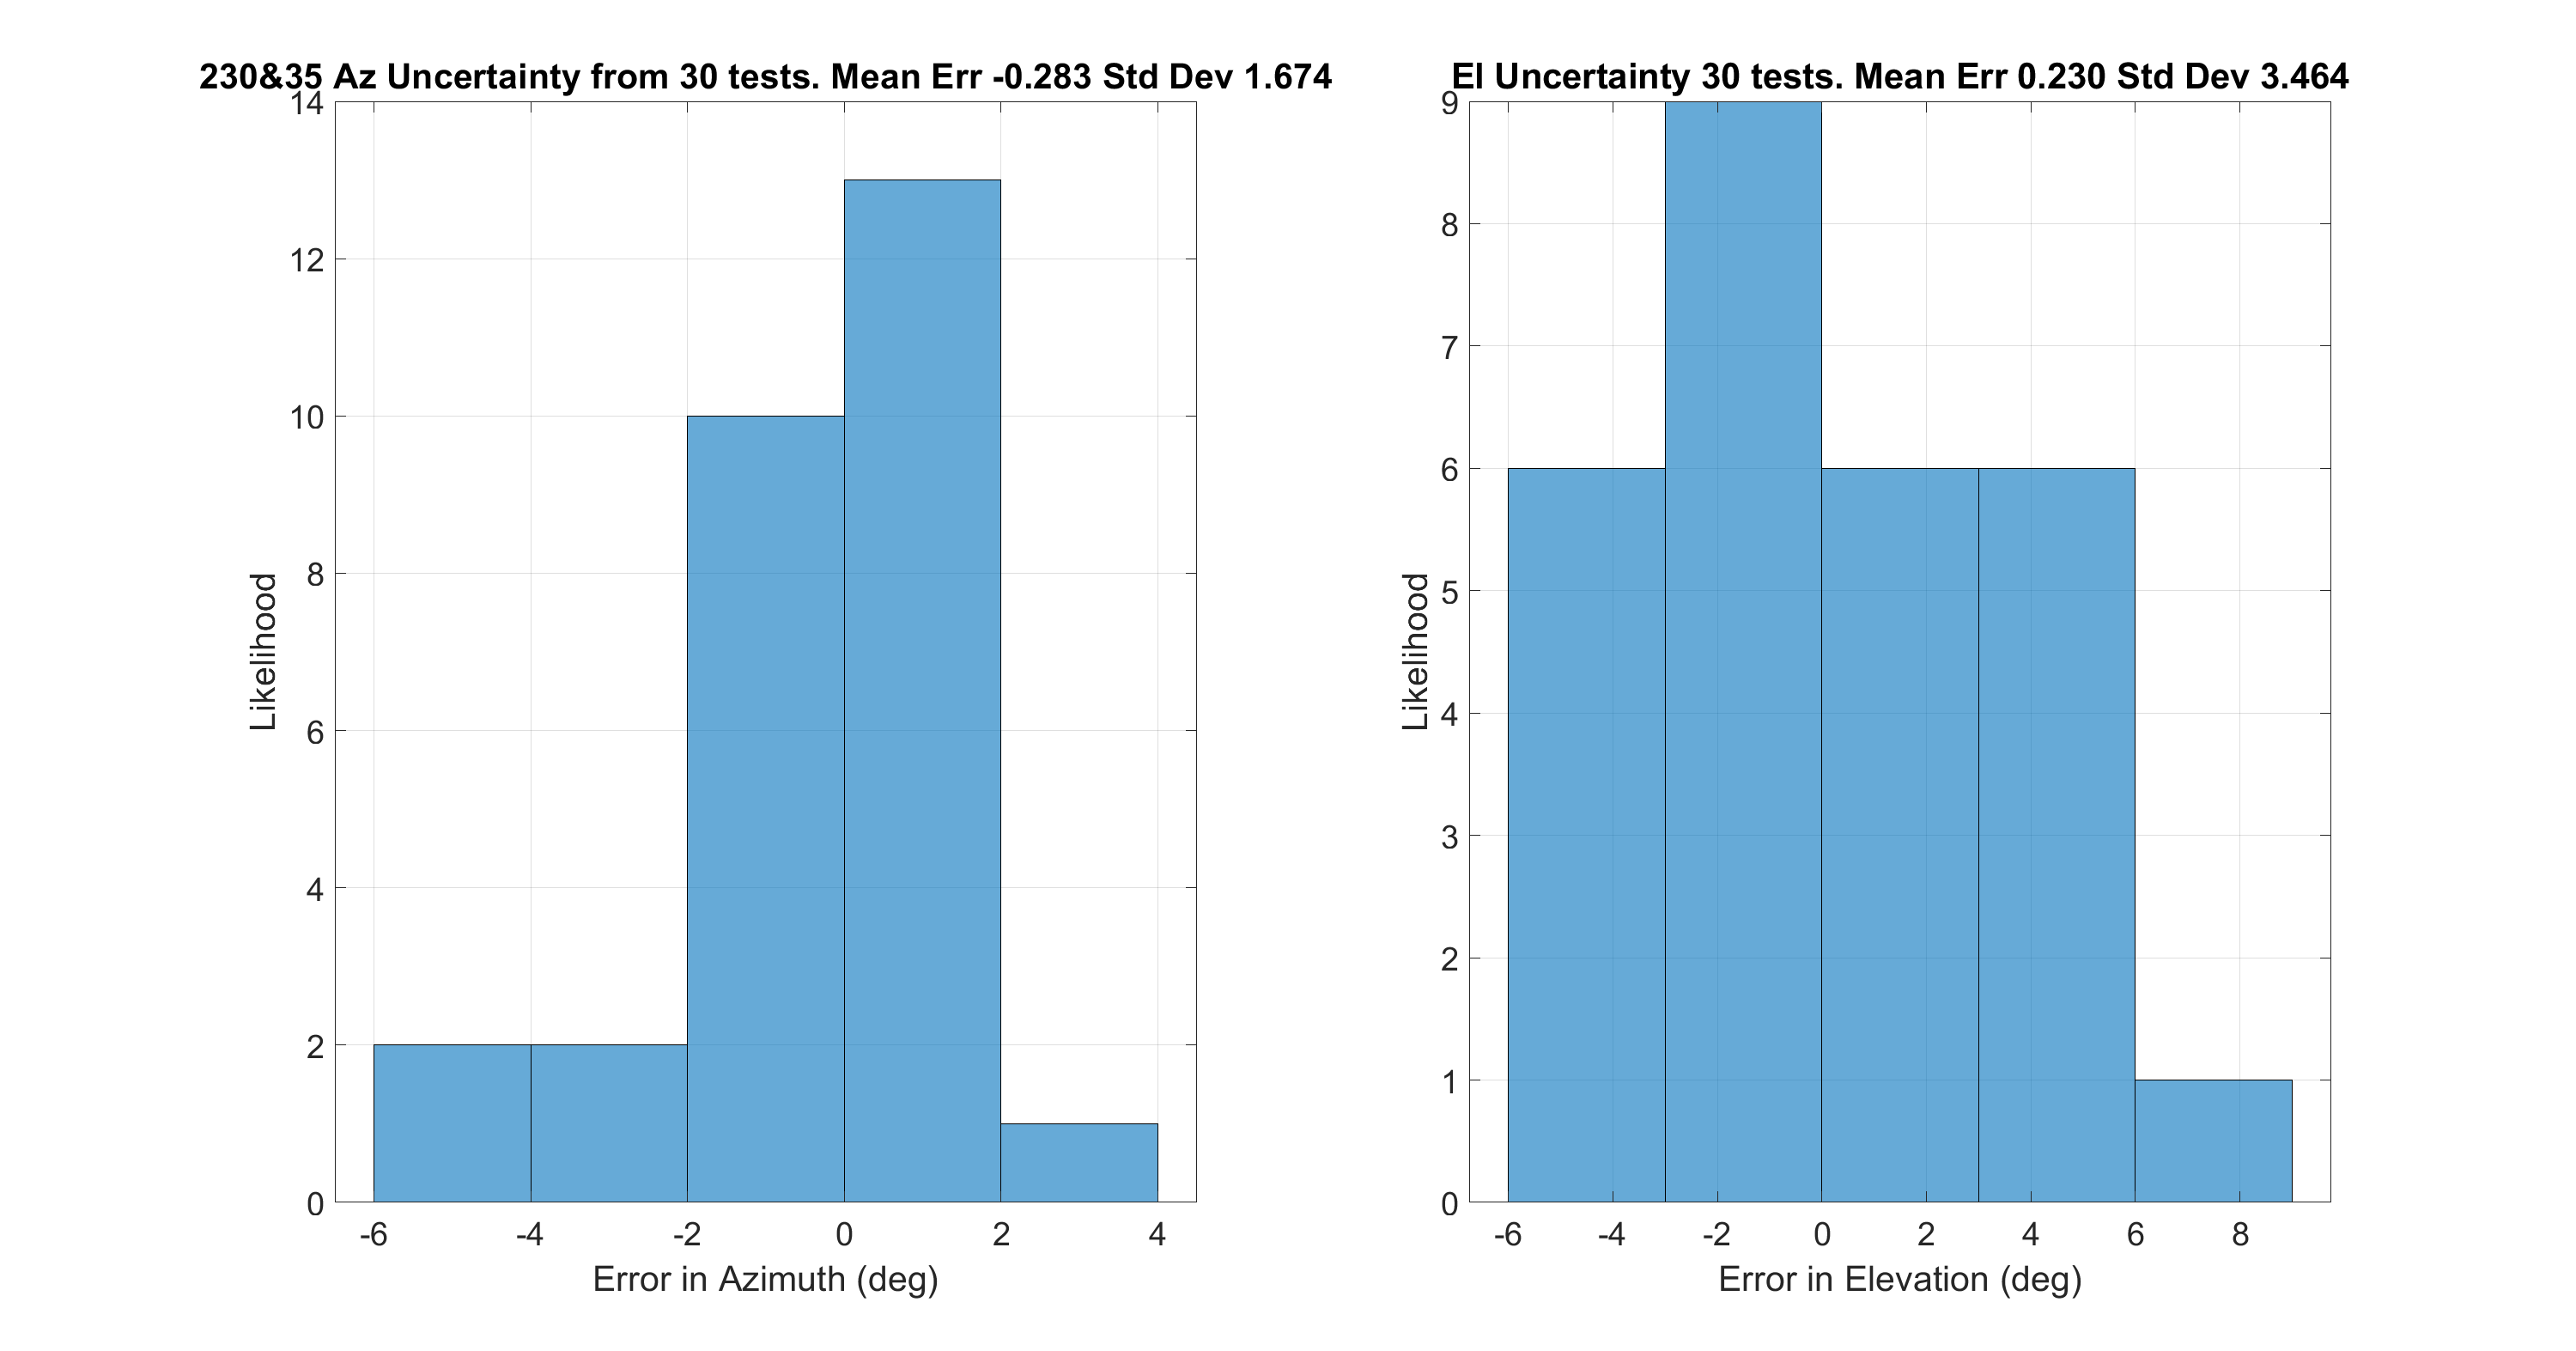 230&35 Az Uncertainty from 30 tests. Mean Err -0.283 Std Dev 1.674
14
12
10
8
6
4
2
0
Likelihood
-6 -4 -2 0 2 4
Error in Azimuth (deg)
El Uncertainty 30 tests. Mean Err 0.230 Std Dev 3.464
9
8
7
6
5
4
3
2
1
0
Likelihood
-6 -4 -2 0 2 4 6 8
Error in Elevation (deg)